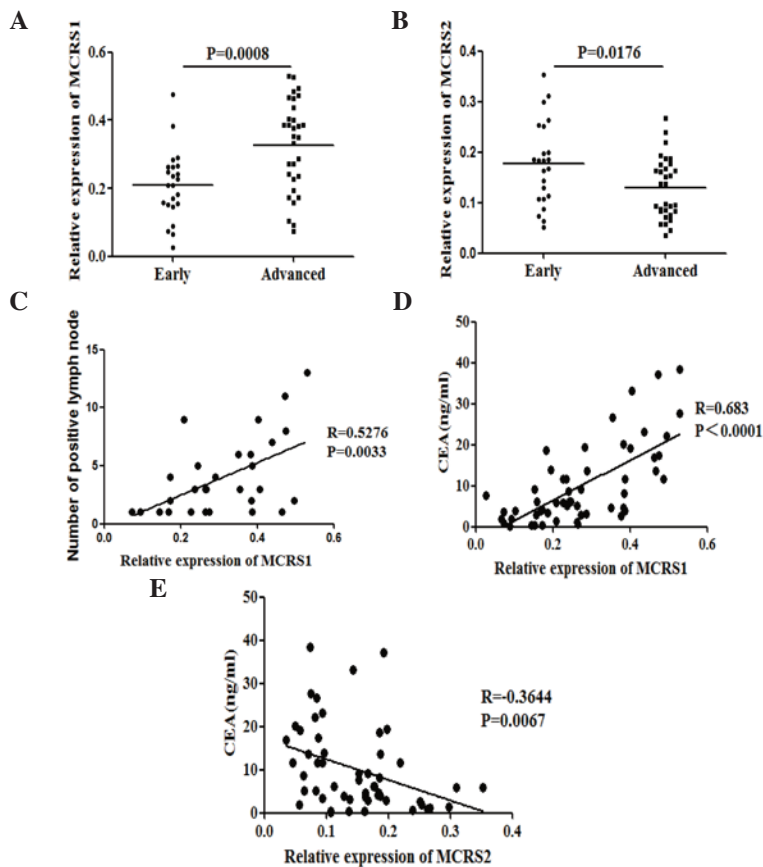 A
Relative expression of MCRS1
0.6
0.4
0.2
0.0
P=0.0008
Early
Advanced
B
Relative expression of MCRS2
0.4
0.3
0.2
0.1
0.0
P=0.0176
Early
Advanced
C
Number of positive lymph node
15
10
5
0
0.0
0.2
0.4
0.6
R=0.5276
P=0.0033
Relative expression of MCRS1
D
CEA(ng/ml)
50
40
30
20
10
0
0.0
0.2
0.4
0.6
R=0.683
P<0.0001
Relative expression of MCRS1
E
CEA(ng/ml)
50
40
30
20
10
0
0.0
0.1
0.2
0.3
0.4
R=-0.3644
P=0.0067
Relative expression of MCRS2